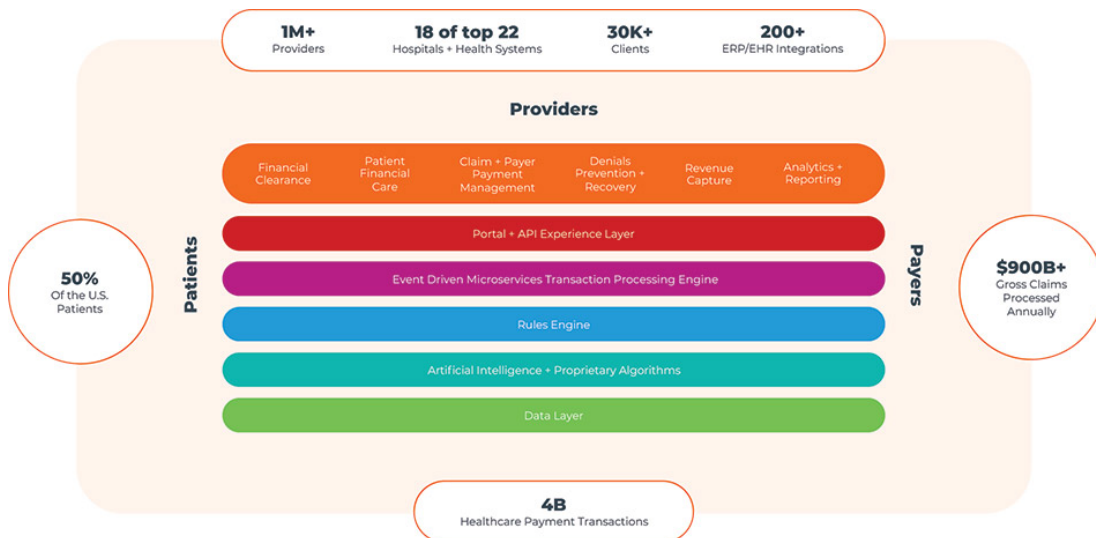 1M+
Providers
18 of top 22
Hospitals + Health Systems
30K+
Clients
200+
ERP/EHR Integrations
Providers
Financial
Clearance
Patient
Financial
Care
Claim + Payer
Payment
Management
Denials
Prevention +
Recovery
Revenue
Capture
Analytics +
Reporting
Portal + API Experience Layer
Event Driven Microservices Transaction Processing Engine
Rules Engine
Artificial Intelligence + Proprietary Algorithms
Data Layer
Patients
50%
Of the U.S.
Patients
Payers
$900B+
Gross Claims
Processed
Annually
4B
Healthcare Payment Transactions